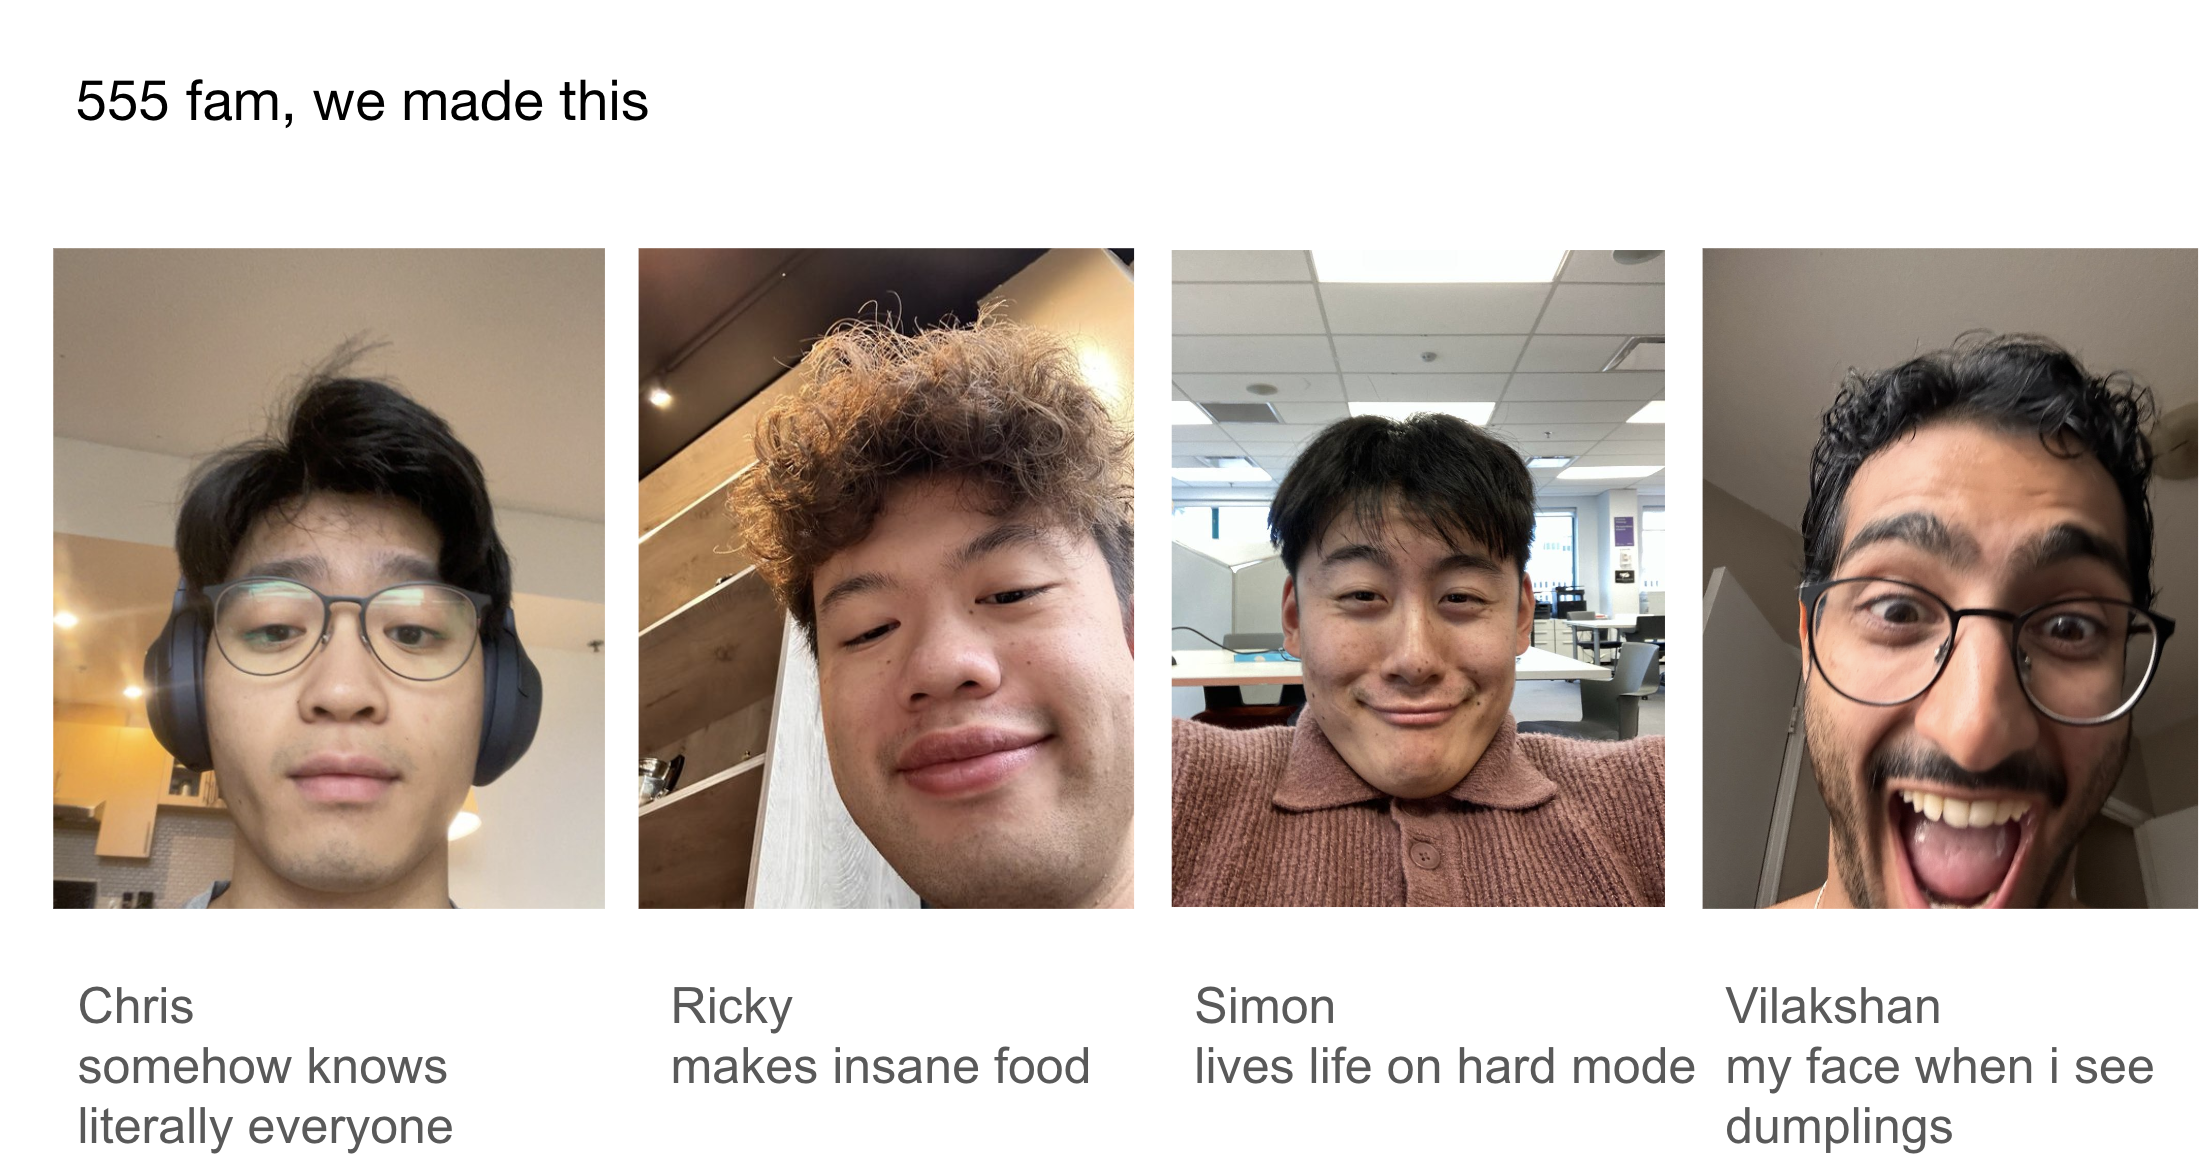 555 fam, we made this
Chris
somehow knows
literally everyone
Ricky
makes insane food
Simon
lives life on hard mode
Vilakshan
my face when i see
dumplings